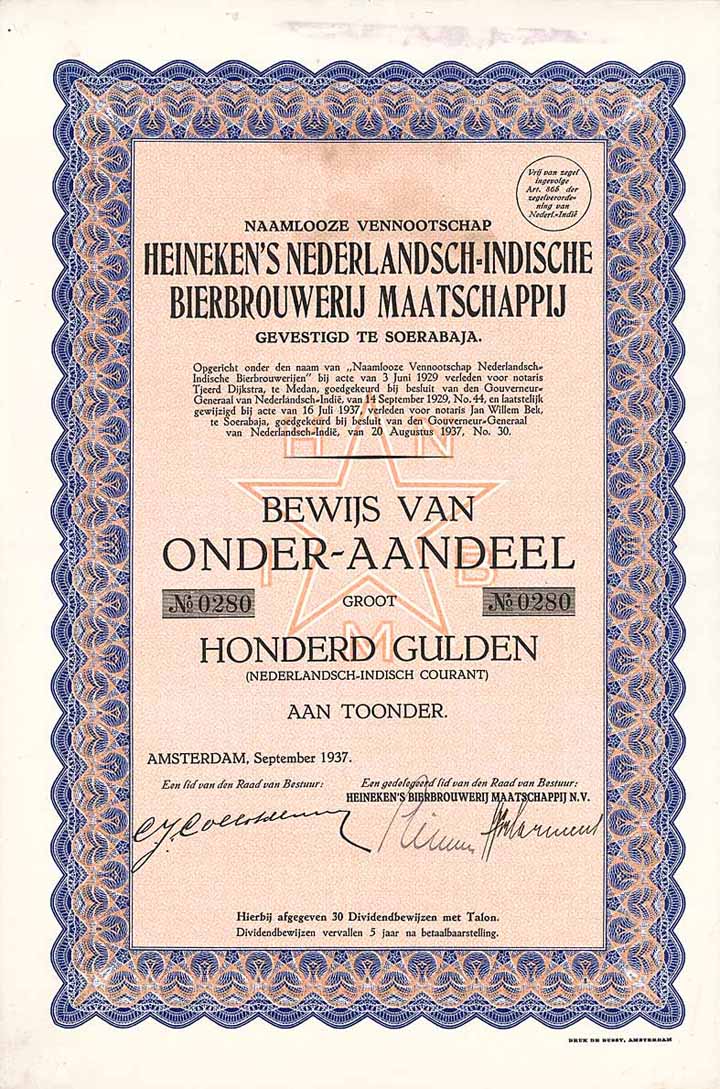 Vrij van zegel
ingevolge
Art. 86b der
zegelverorde-
ning van
Nederl.-Indië
NAAMLOOZE VENNOOTSCHAP
HEINEKEN'S NEDERLANDSCH-INDISCHE
BIERBROUWERIJ MAATSCHAPPIJ
GEVESTIGD TE SOERABAJA.
Opgericht onder den naam van „Naamlooze Vennootschap Nederlandsch-
Indische Bierbrouwerijen" bij acte van 3 Juni 1929 verleden voor notaris
Tjeerd Dijkstra, te Medan, goedgekeurd bij besluit van den Gouverneur-
Generaal van Nederlandsch-Indië, van 14 September 1929, No. 44, en laatstelijk
gewijzigd bij acte van 16 Juli 1937, verleden voor notaris Jan Willem Bek,
te Soerabaja, goedgekeurd bij besluit van den Gouverneur-Generaal
van Nederlandsch-Indië, van 20 Augustus 1937, No. 30.
H N
BEWIJS VAN
ONDER-AANDEEL
I B
No 0280 GROOT No 0280
M
HONDERD GULDEN
(NEDERLANDSCH-INDISCH COURANT)
AAN TOONDER.
AMSTERDAM, September 1937.
Een lid van den Raad van Bestuur: Een gedelegeerd lid van den Raad van Bestuur:
HEINEKEN'S BIERBROUWERIJ MAATSCHAPPIJ N.V.
Hierbij afgegeven 30 Dividendbewijzen met Talon.
Dividendbewijzen vervallen 5 jaar na betaalbaarstelling.
DRUK DE BUSSY, AMSTERDAM